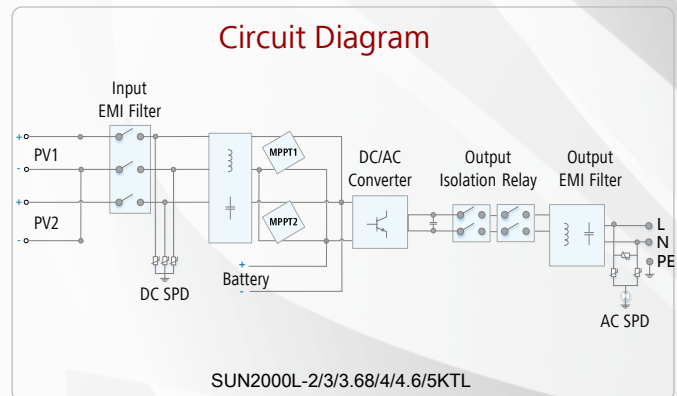 Circuit Diagram
Input
EMI Filter
+
PV1
-
+
PV2
-
DC SPD
MPPT1
MPPT2
+
Battery
-
DC/AC
Converter
Output
Isolation Relay
Output
EMI Filter
L
N
PE
AC SPD
SUN2000L-2/3/3.68/4/4.6/5KTL